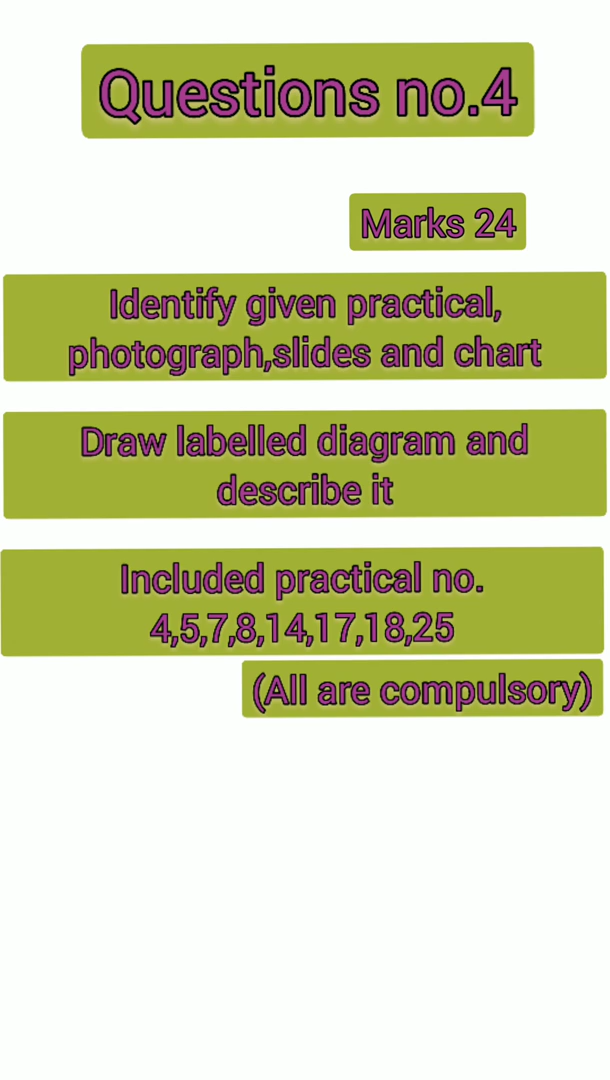 Questions no.4
Marks 24
Identify given practical,
photograph,slides and chart
Draw labelled diagram and
describe it
Included practical no.
4,5,7,8,14,17,18,25
(All are compulsory)